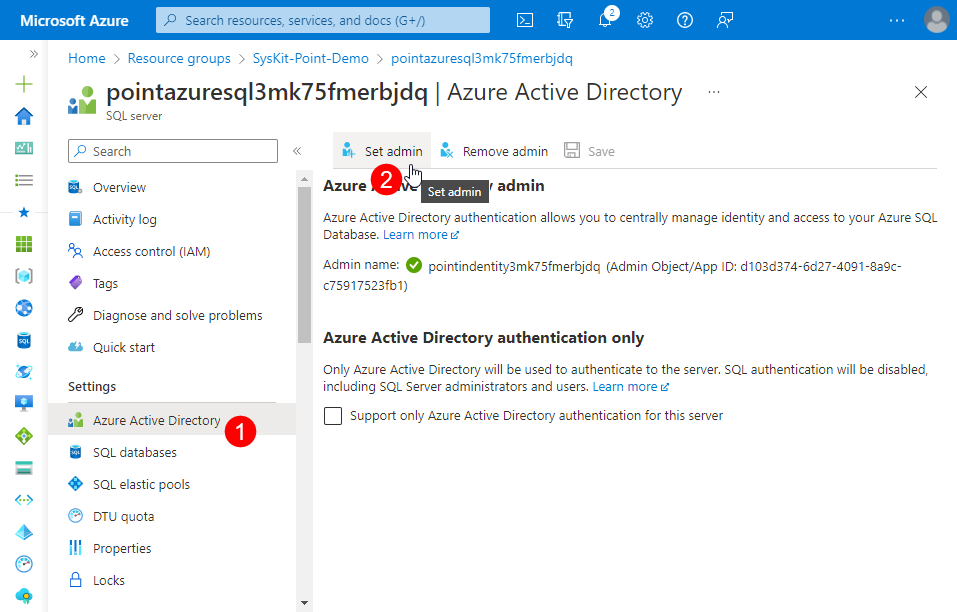 Microsoft Azure
Search resources, services, and docs (G+/)
2
Home > Resource groups > SysKit-Point-Demo > pointazuresql3mk75fmerbjdq
pointazuresql3mk75fmerbjdq | Azure Active Directory
SQL server
Search
Overview
Activity log
Access control (IAM)
Tags
Diagnose and solve problems
Quick start
Settings
Azure Active Directory
1
SQL databases
SQL elastic pools
DTU quota
Properties
Locks
Set admin
Remove admin
Save
2
Set admin
Azure A ve y admin
Azure Active Directory authentication allows you to centrally manage identity and access to your Azure SQL
Database. Learn more
Admin name: pointindentity3mk75fmerbjdq (Admin Object/App ID: d103d374-6d27-4091-8a9c-
c75917523fb1)
Azure Active Directory authentication only
Only Azure Active Directory will be used to authenticate to the server. SQL authentication will be disabled,
including SQL Server administrators and users. Learn more
Support only Azure Active Directory authentication for this server